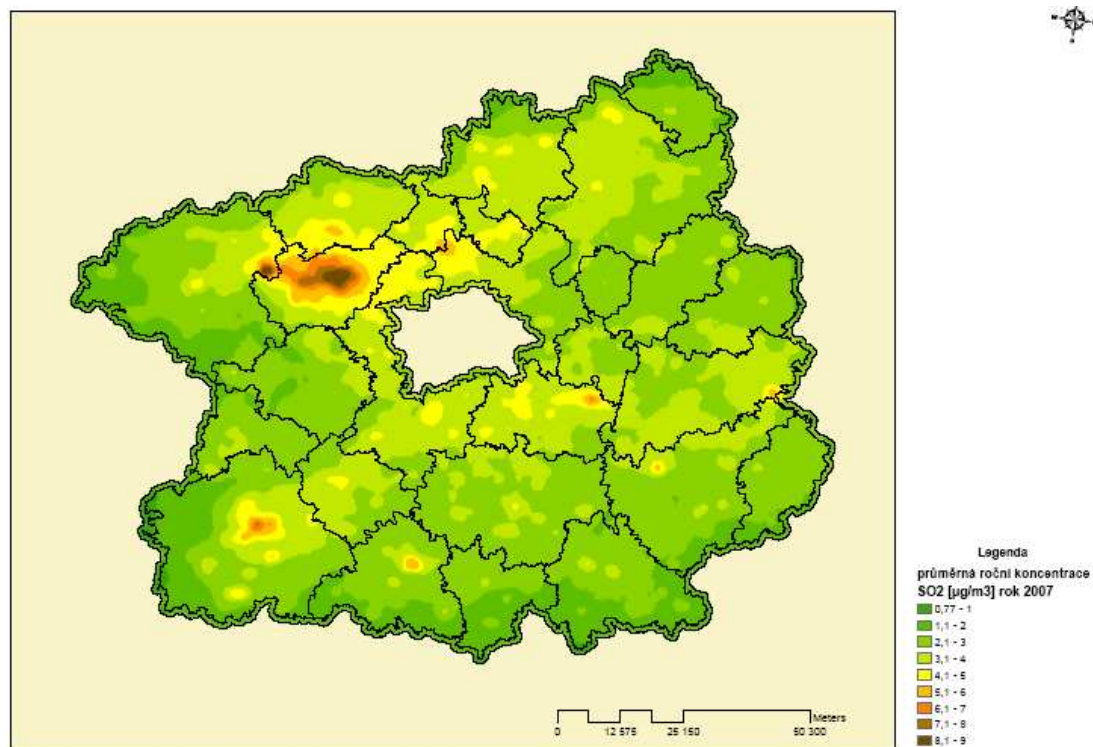 Legenda
průměrná roční koncentrace
SO2 [µg/m3] rok 2007
0,77 - 1
1,1 - 2
2,1 - 3
3,1 - 4
4,1 - 5
5,1 - 6
6,1 - 7
7,1 - 8
8,1 - 9
Meters
0 12 575 25 150 50 300